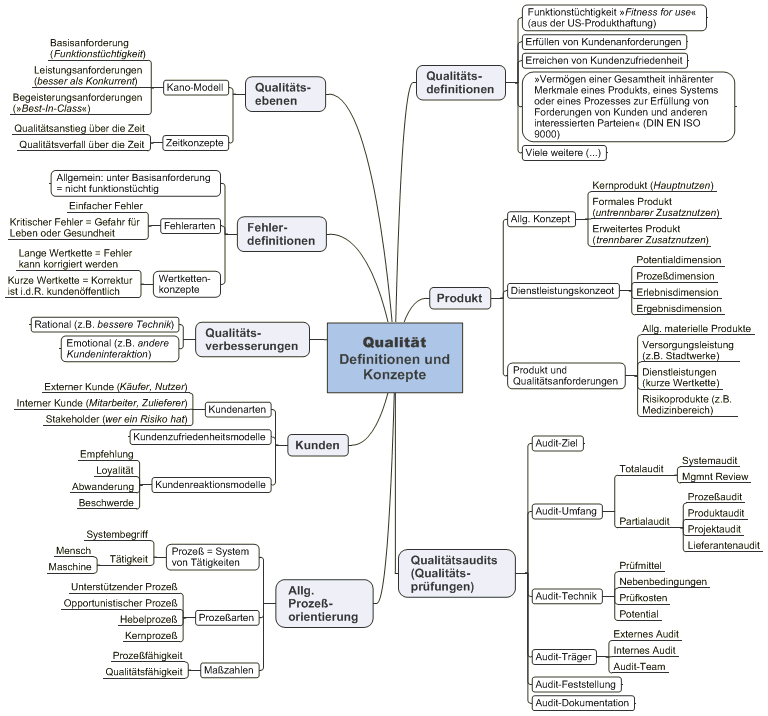 Qualität
Definitionen und
Konzepte
Qualitäts-
ebenen
Kano-Modell
Basisanforderung
(Funktionstüchtigkeit)
Leistungsanforderungen
(besser als Konkurrent)
Begeisterungsanforderungen
(»Best-In-Class«)
Zeitkonzepte
Qualitätsanstieg über die Zeit
Qualitätsverfall über die Zeit
Fehler-
definitionen
Allgemein: unter Basisanforderung
= nicht funktionstüchtig
Fehlerarten
Einfacher Fehler
Kritischer Fehler = Gefahr für
Leben oder Gesundheit
Wertketten-
konzepte
Lange Wertkette = Fehler
kann korrigiert werden
Kurze Wertkette = Korrektur
ist i.d.R. kundenöffentlich
Qualitäts-
verbesserungen
Rational (z.B. bessere Technik)
Emotional (z.B. andere
Kundeninteraktion)
Kunden
Kundenarten
Externer Kunde (Käufer, Nutzer)
Interner Kunde (Mitarbeiter, Zulieferer)
Stakeholder (wer ein Risiko hat)
Kundenzufriedenheitsmodelle
Kundenreaktionsmodelle
Empfehlung
Loyalität
Abwanderung
Beschwerde
Allg.
Prozeß-
orientierung
Prozeß = System
von Tätigkeiten
Systembegriff
Tätigkeit
Mensch
Maschine
Prozeßarten
Unterstützender Prozeß
Opportunistischer Prozeß
Hebelprozeß
Kernprozeß
Maßzahlen
Prozeßfähigkeit
Qualitätsfähigkeit
Qualitäts-
definitionen
Funktionstüchtigkeit »Fitness for use«
(aus der US-Produkthaftung)
Erfüllen von Kundenanforderungen
Erreichen von Kundenzufriedenheit
»Vermögen einer Gesamtheit inhärenter
Merkmale eines Produkts, eines Systems
oder eines Prozesses zur Erfüllung von
Forderungen von Kunden und anderen
interessierten Parteien« (DIN EN ISO
9000)
Viele weitere (...)
Produkt
Allg. Konzept
Kernprodukt (Hauptnutzen)
Formales Produkt
(untrennbarer Zusatznutzen)
Erweitertes Produkt
(trennbarer Zusatznutzen)
Dienstleistungskonzeot
Potentialdimension
Prozeßdimension
Erlebnisdimension
Ergebnisdimension
Produkt und
Qualitätsanforderungen
Allg. materielle Produkte
Versorgungsleistung
(z.B. Stadtwerke)
Dienstleistungen
(kurze Wertkette)
Risikoprodukte (z.B.
Medizinbereich)
Qualitätsaudits
(Qualitäts-
prüfungen)
Audit-Ziel
Audit-Umfang
Totalaudit
Systemaudit
Mgmnt Review
Partialaudit
Prozeßaudit
Produktaudit
Projektaudit
Lieferantenaudit
Audit-Technik
Prüfmittel
Nebenbedingungen
Prüfkosten
Potential
Audit-Träger
Externes Audit
Internes Audit
Audit-Team
Audit-Feststellung
Audit-Dokumentation